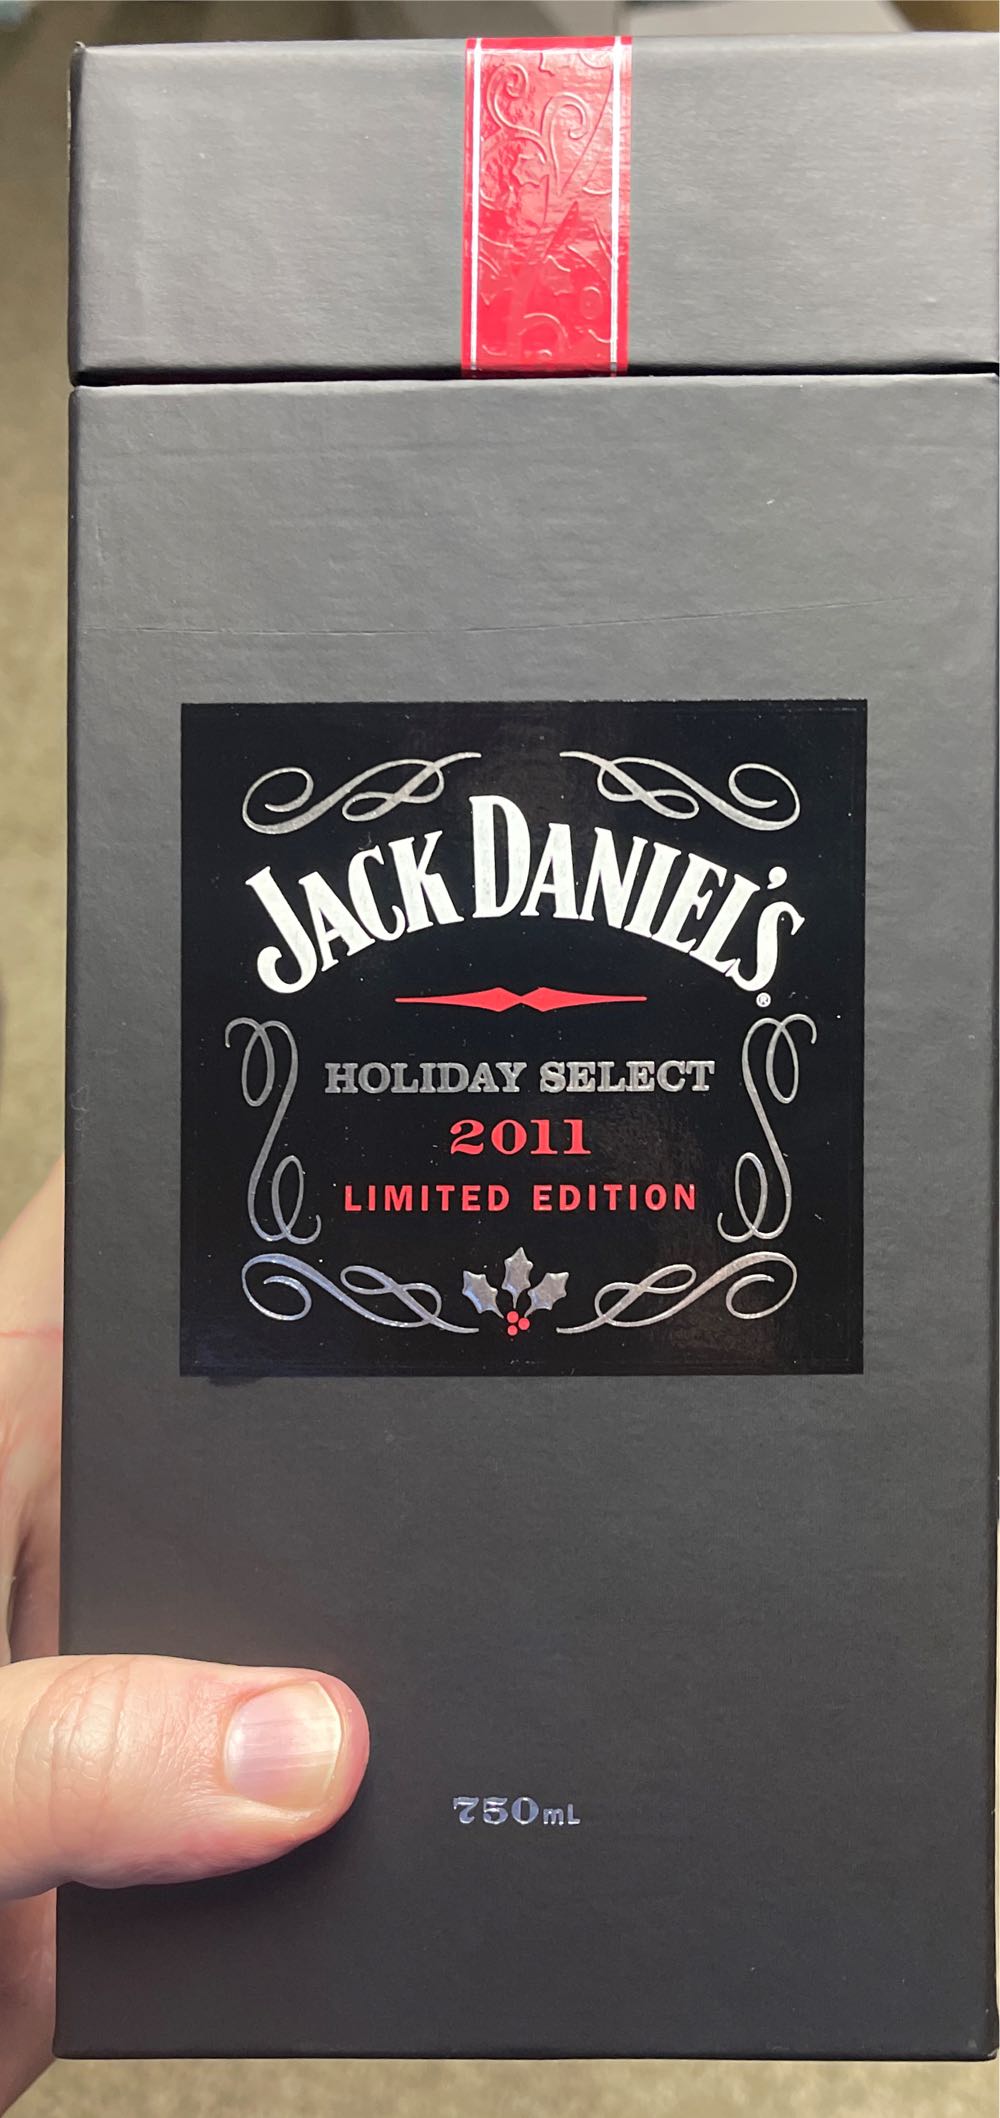 JACK DANIEL'S
®
HOLIDAY SELECT
2011
LIMITED EDITION
750mL